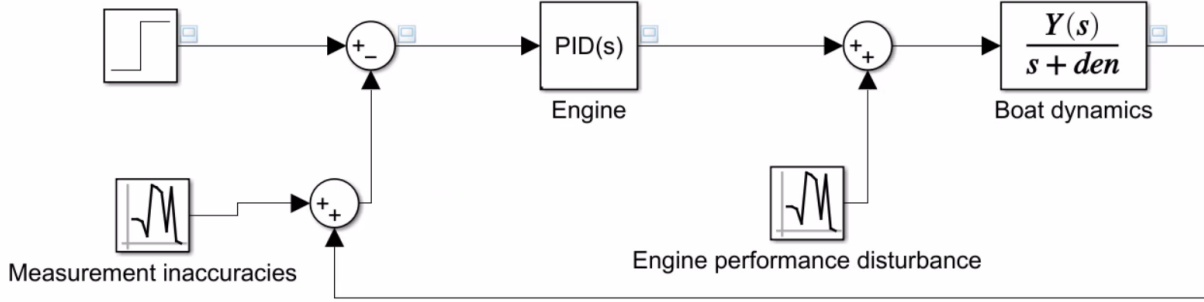 +
−
PID(s)
Engine
+
+
Y(s)
s + den
Boat dynamics
+
+
Measurement inaccuracies
Engine performance disturbance